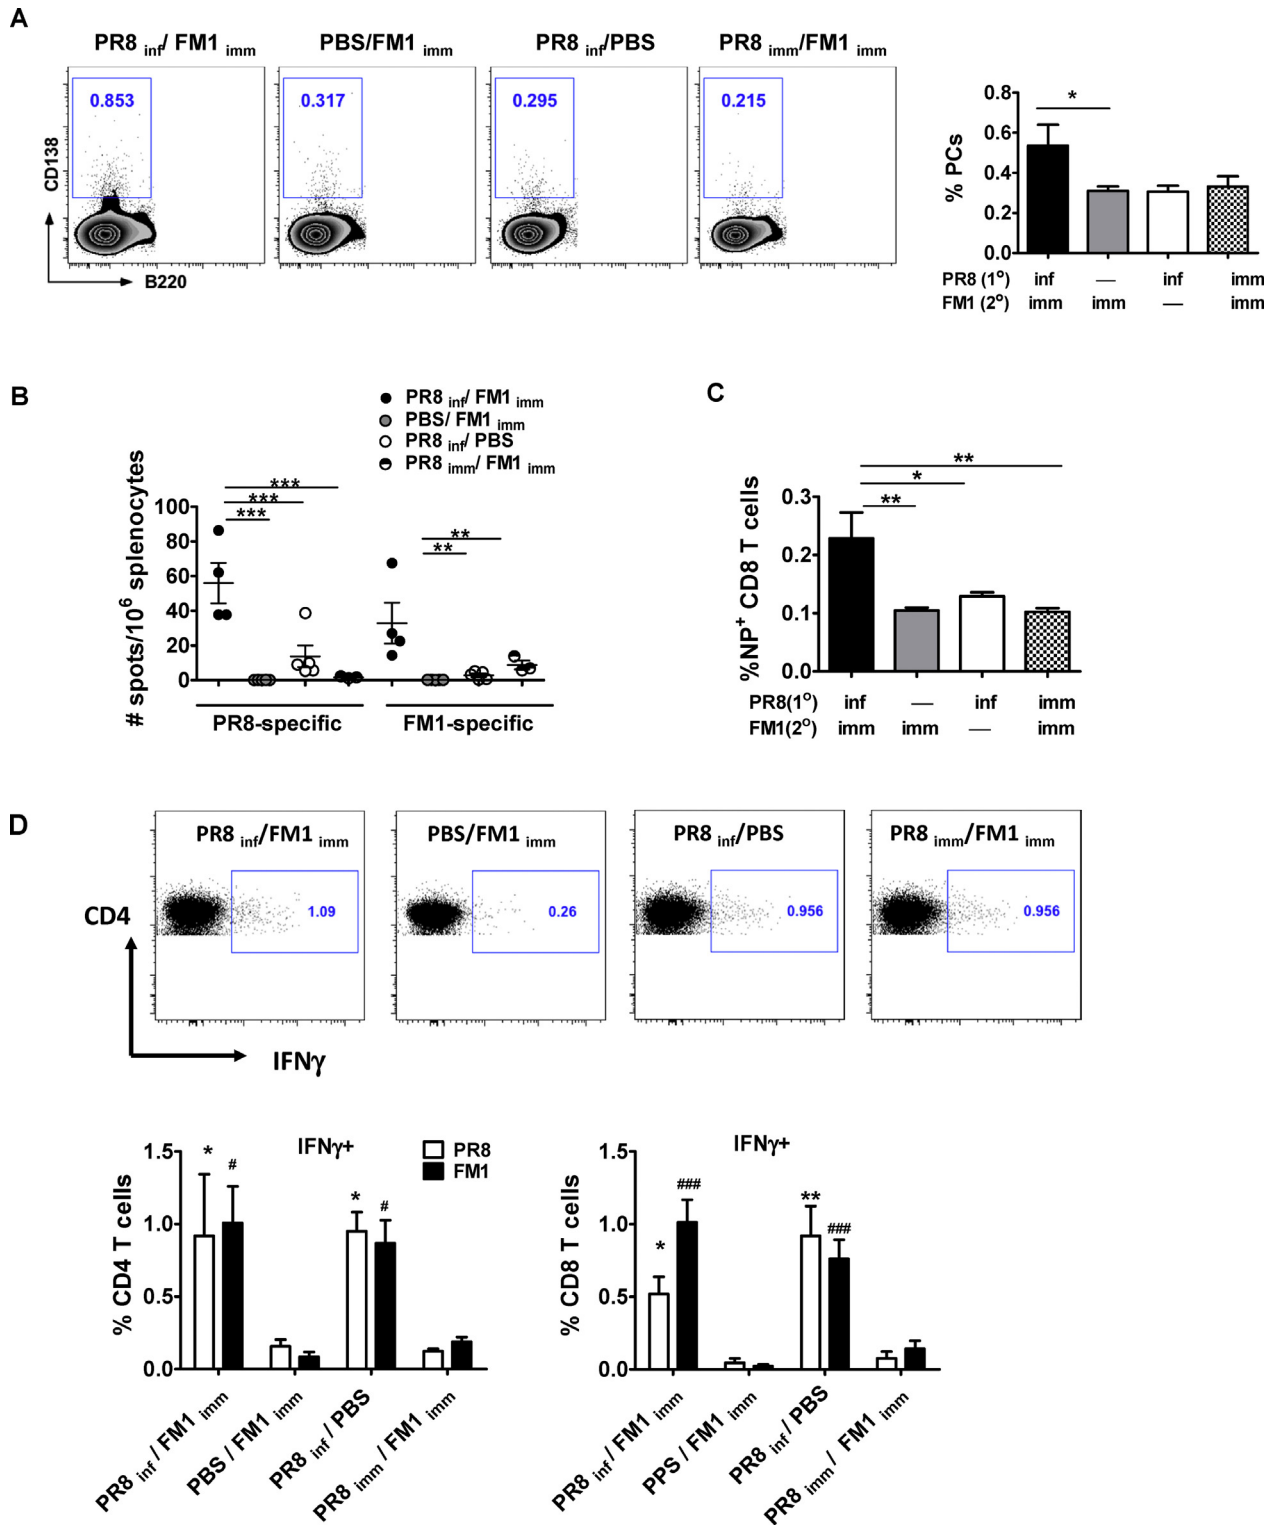 A
PR8 inf/ FM1 imm
PBS/FM1 imm
PR8 inf/PBS
PR8 imm/FM1 imm
0.853
0.317
0.295
0.215
CD138
B220
% PCs
0.8
0.6
0.4
0.2
0.0
*
PR8 (1o) inf — inf imm
FM1 (2o) imm imm — imm
B
PR8 inf/ FM1 imm
PBS/ FM1 imm
PR8 inf/ PBS
PR8 imm/ FM1 imm
# spots/10^6 splenocytes
100
80
60
40
20
0
***
***
***
**
**
PR8-specific
FM1-specific
C
%NP+ CD8 T cells
0.3
0.2
0.1
0.0
**
*
**
PR8(1o) inf — inf imm
FM1(2o) imm imm — imm
D
PR8 inf/FM1 imm
PBS/FM1 imm
PR8 inf/PBS
PR8 imm/FM1 imm
1.09
0.26
0.956
0.956
CD4
IFNγ
IFNγ+
PR8
FM1
% CD4 T cells
1.5
1.0
0.5
0.0
*
#
*
#
PR8 inf / FM1 imm
PBS / FM1 imm
PR8 inf / PBS
PR8 imm / FM1 imm
IFNγ+
% CD8 T cells
1.5
1.0
0.5
0.0
*
###
**
###
PR8 inf / FM1 imm
PPS / FM1 imm
PR8 inf / PBS
PR8 imm / FM1 imm